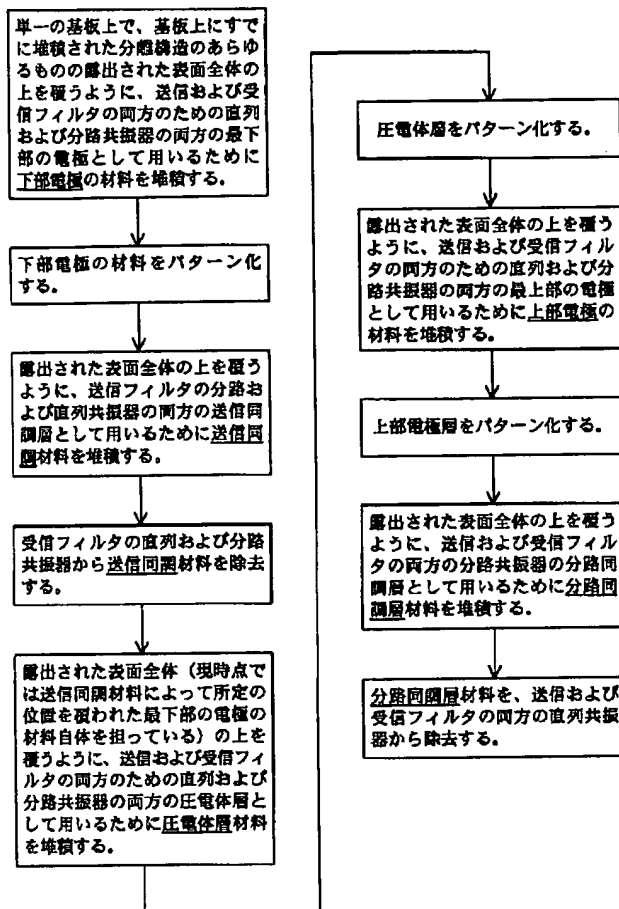 単一の基板上で、基板上にすで
に堆積された分離構造のあらゆ
るものの露出された表面全体の
上を覆うように、送信および受
信フィルタの両方のための直列
および分路共振器の両方の最下
部の電極として用いるために
下部電極の材料を堆積する。
下部電極の材料をパターン化
する。
露出された表面全体の上を覆う
ように、送信フィルタの分路お
よび直列共振器の両方の送信同
調層として用いるために送信同
調材料を堆積する。
受信フィルタの直列および分路
共振器から送信同調材料を除去
する。
露出された表面全体（現時点で
は送信同調材料によって所定の
位置を覆われた最下部の電極の
材料自体を担っている）の上を
覆うように、送信および受信フィ
ルタの両方のための直列および
分路共振器の両方の圧電体層と
して用いるために圧電体層材料
を堆積する。
圧電体層をパターン化する。
露出された表面全体の上を覆う
ように、送信および受信フィル
タの両方のための直列および分
路共振器の両方の最上部の電極
として用いるために上部電極の
材料を堆積する。
上部電極層をパターン化する。
露出された表面全体の上を覆う
ように、送信および受信フィル
タの両方の分路共振器の分路同
調層として用いるために分路同
調層材料を堆積する。
分路同調層材料を、送信および
受信フィルタの両方の直列共振
器から除去する。